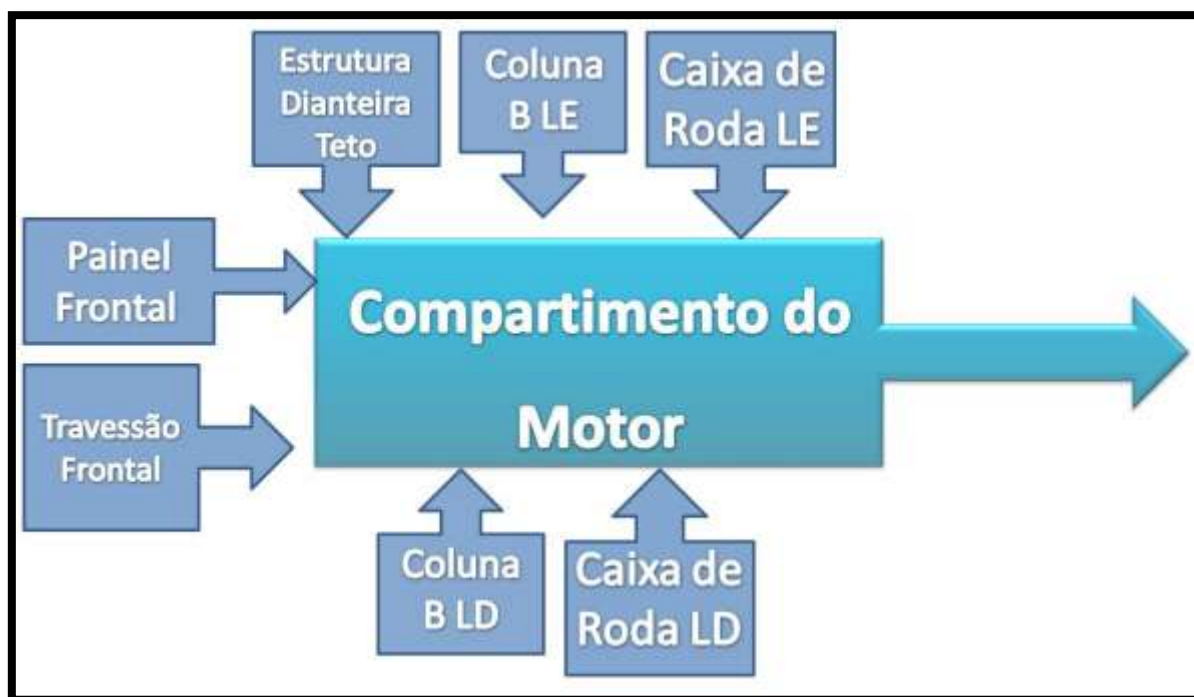 Estrutura
Dianteira
Teto
Coluna
B LE
Caixa de
Roda LE
Painel
Frontal
Compartimento do
Motor
Travessão
Frontal
Coluna
B LD
Caixa de
Roda LD